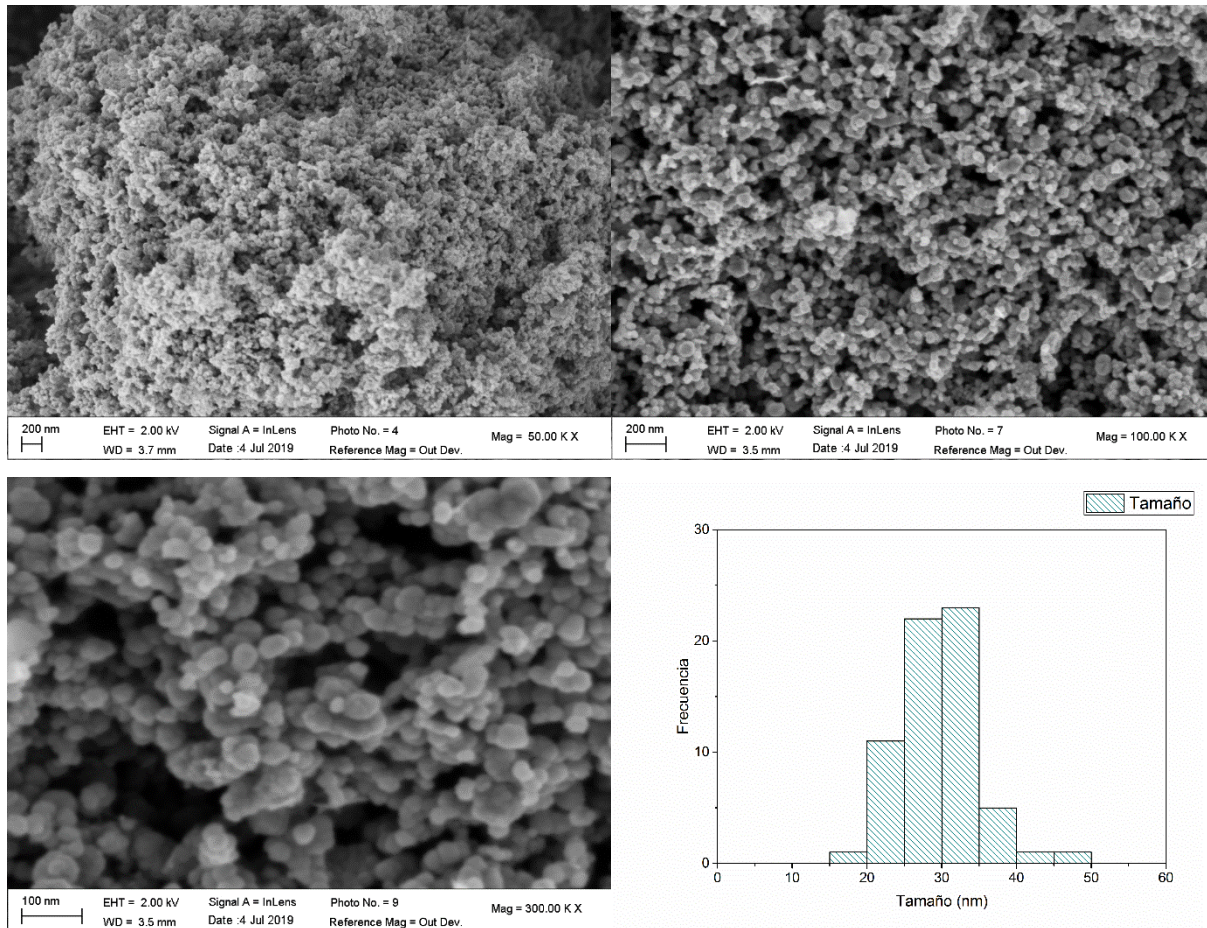 200 nm EHT = 2.00 kV Signal A = InLens Photo No. = 4 Mag = 50.00 K X
WD = 3.7 mm Date :4 Jul 2019 Reference Mag = Out Dev.
200 nm EHT = 2.00 kV Signal A = InLens Photo No. = 7 Mag = 100.00 K X
WD = 3.5 mm Date :4 Jul 2019 Reference Mag = Out Dev.
100 nm EHT = 2.00 kV Signal A = InLens Photo No. = 9 Mag = 300.00 K X
WD = 3.5 mm Date :4 Jul 2019 Reference Mag = Out Dev.
Tamaño
30
20
10
0
Frecuencia
0 10 20 30 40 50 60
Tamaño (nm)